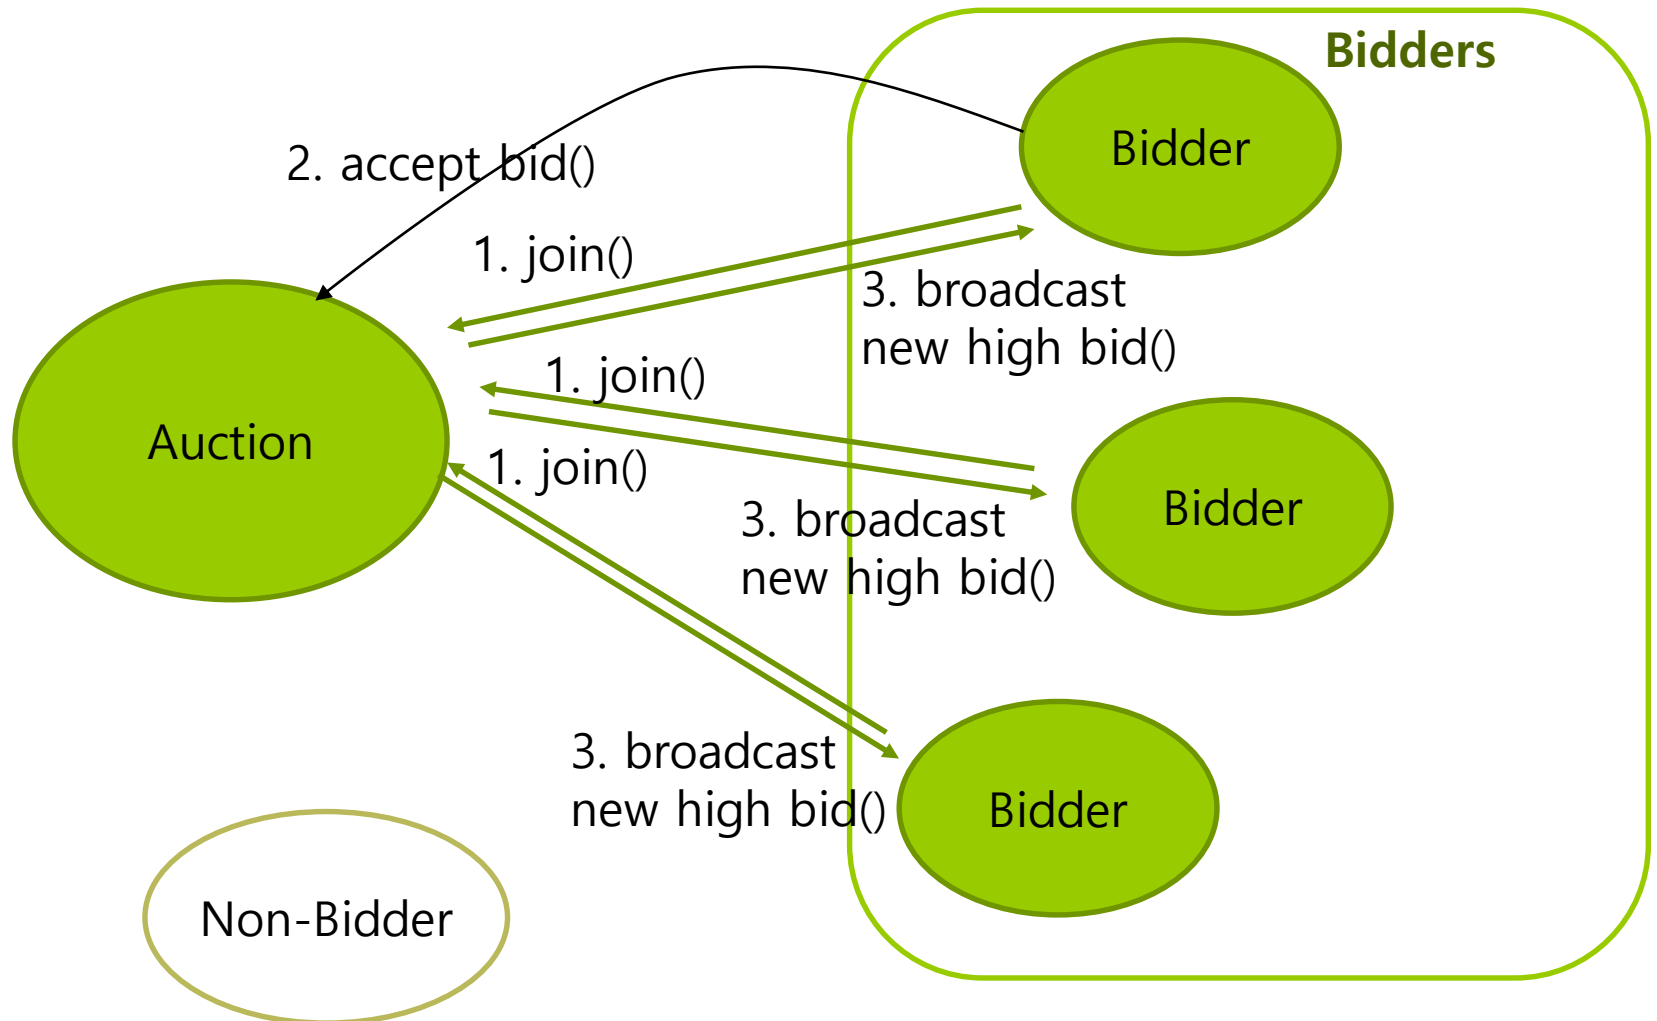 Bidders
Bidder
2. accept bid()
1. join()
3. broadcast
new high bid()
1. join()
Auction
1. join()
Bidder
3. broadcast
new high bid()
3. broadcast
new high bid()
Bidder
Non-Bidder